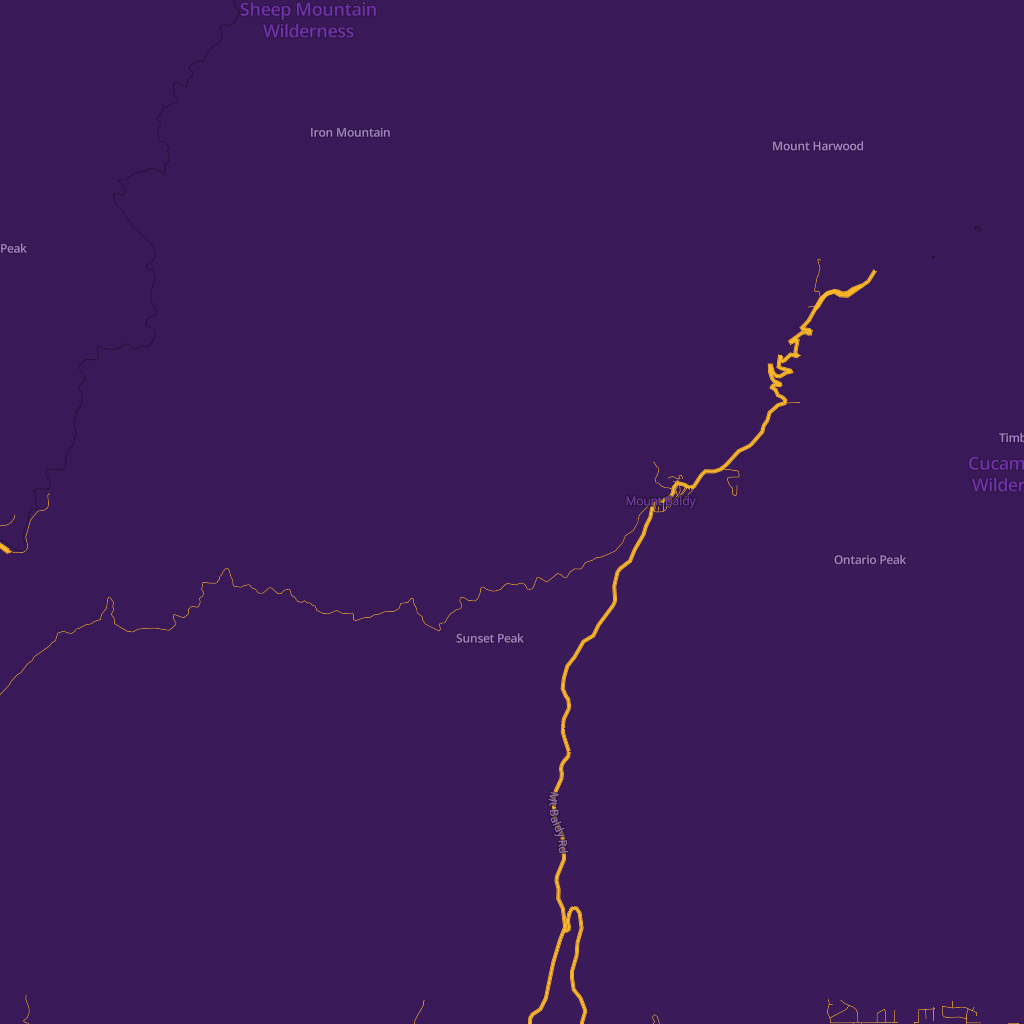 Sheep Mountain
Wilderness
Iron Mountain
Mount Harwood
Peak
Timb
Cucam
Wilder
Mount Baldy
Ontario Peak
Sunset Peak
Mt Baldy Rd